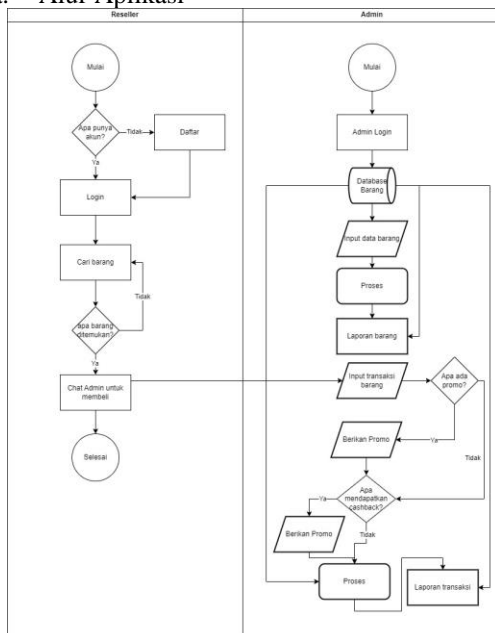 Alur Aplikasi
Reseller
Admin
Mulai
Apa punya
akun?
Tidak
Daftar
Ya
Login
Cari barang
Tidak
apa barang
ditemukan?
Ya
Chat Admin untuk
membeli
Selesai
Mulai
Admin Login
Database
Barang
Input data barang
Proses
Laporan barang
Input transaksi
barang
Apa ada
promo?
Ya
Tidak
Berikan Promo
Apa
mendapatkan
cashback?
Ya
Tidak
Berikan Promo
Proses
Laporan transaksi